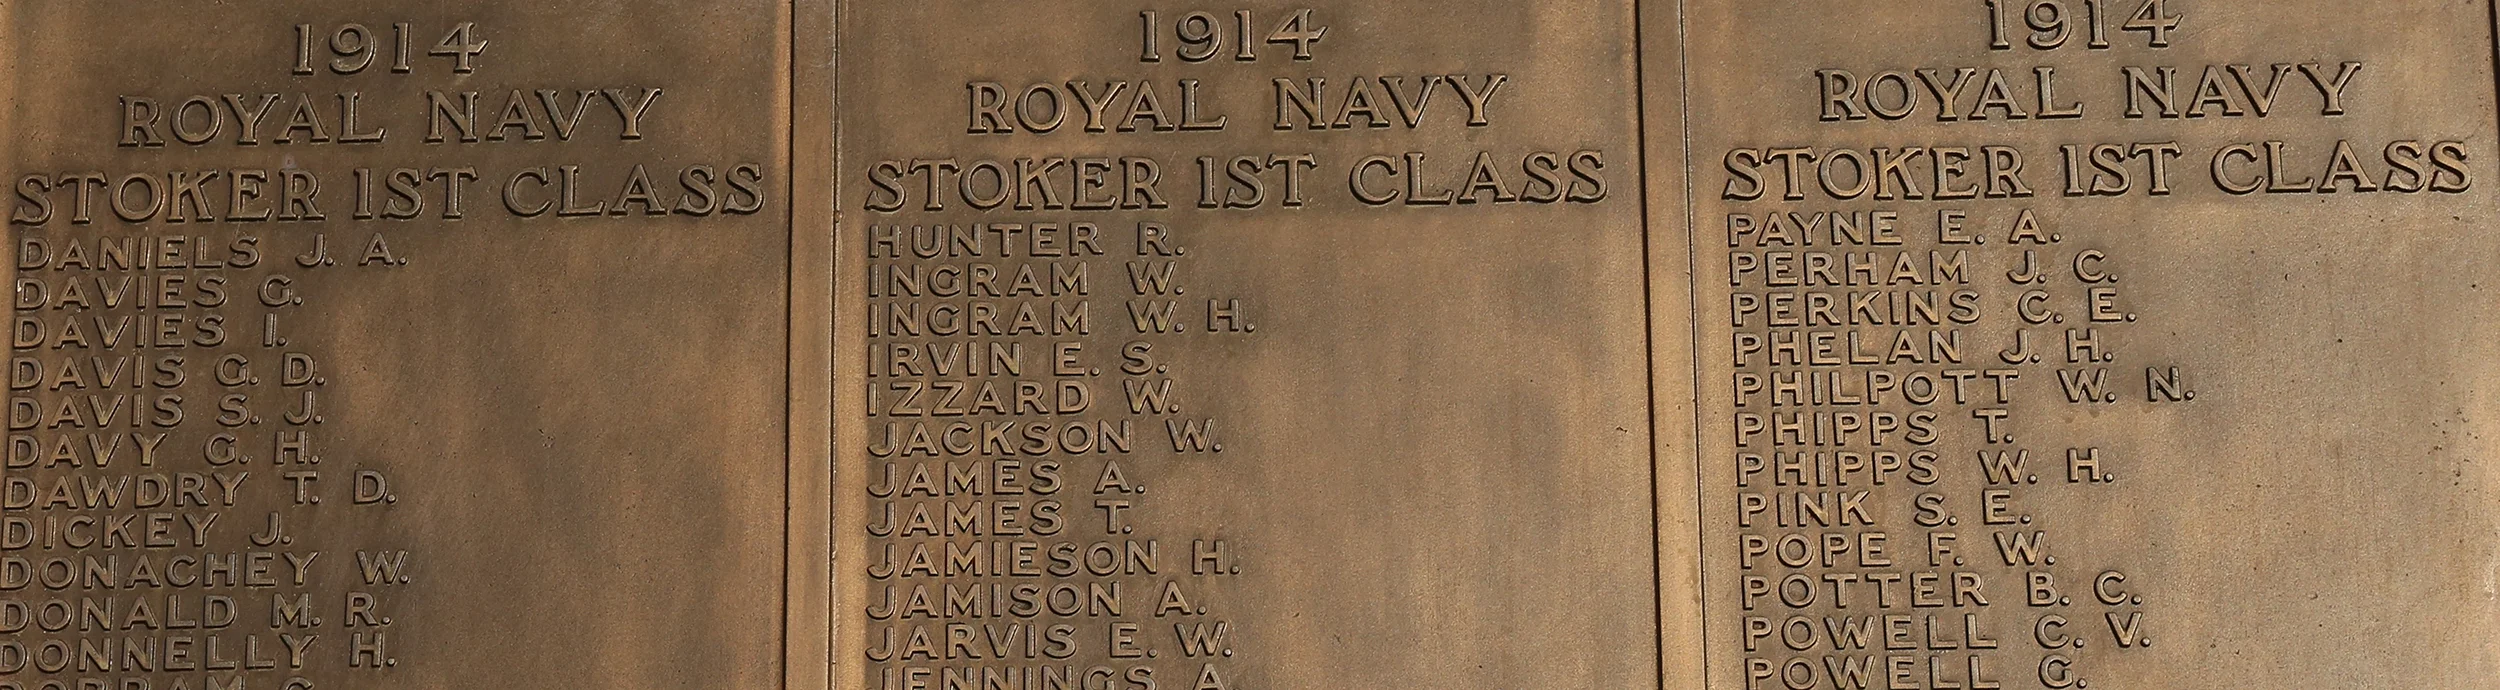 1914
ROYAL NAVY
STOKER 1ST CLASS
DANIELS J. A.
DAVIES G.
DAVIES I.
DAVIS G. D.
DAVIS S. J.
DAVY G. H.
DAWDRY T. D.
DICKEY J.
DONACHEY W.
DONALD M. R.
DONNELLY H.
1914
ROYAL NAVY
STOKER 1ST CLASS
HUNTER R.
INGRAM W.
INGRAM W. H.
IRVIN E. S.
IZZARD W.
JACKSON W.
JAMES A.
JAMES T.
JAMIESON H.
JAMISON A.
JARVIS E. W.
JENNINGS A
1914
ROYAL NAVY
STOKER 1ST CLASS
PAYNE E. A.
PERHAM J. C.
PERKINS C. E.
PHELAN J. H.
PHILPOTT W. N.
PHIPPS T.
PHIPPS W. H.
PINK S. E.
POPE F. W.
POTTER B. C.
POWELL C. V.
POWELL G.